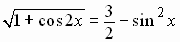 √(1 + cos 2x) = 3/2 − sin² x